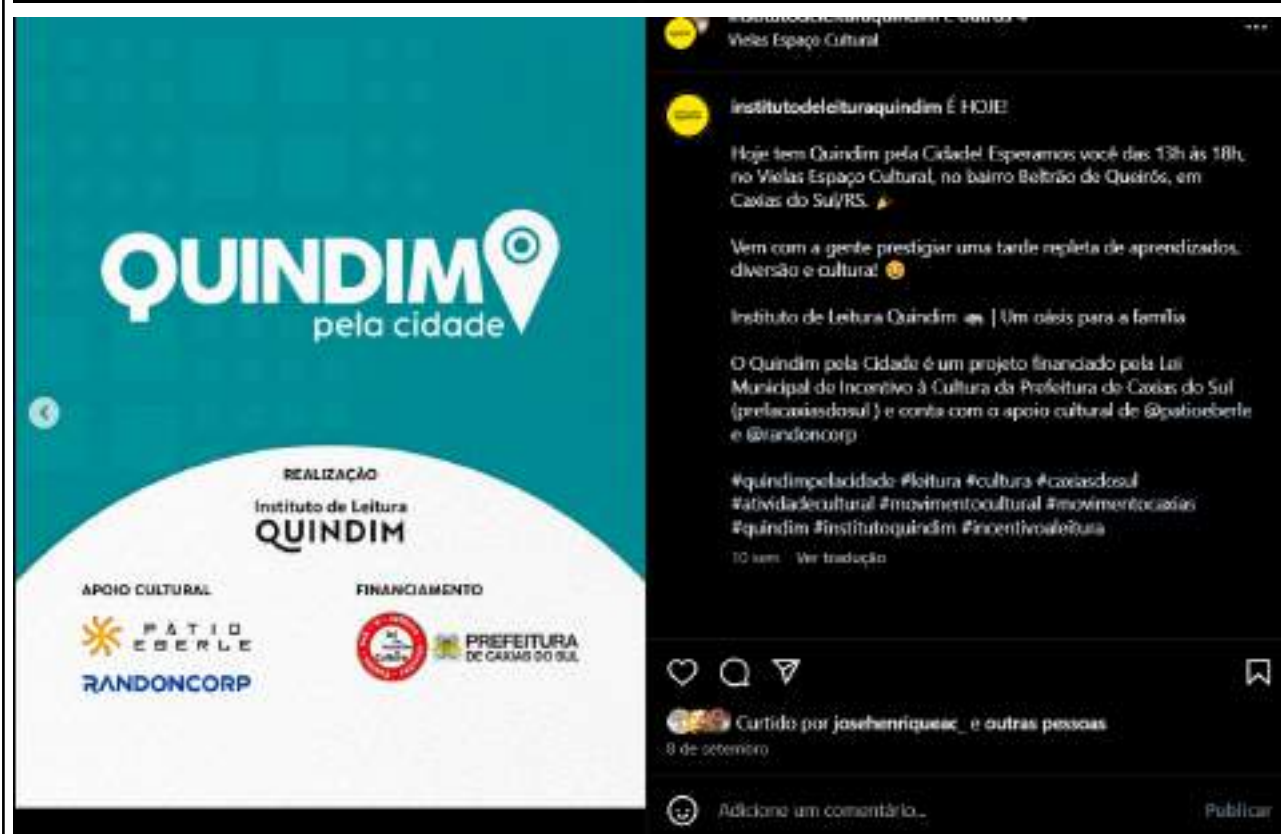 QUINDIM
pela cidade
REALIZAÇÃO
Instituto de Leitura
QUINDIM
APOIO CULTURAL
PÁTIO
EBERLE
RANDONCORP
FINANCIAMENTO
PREFEITURA
DE CAXIAS DO SUL
Vielas Espaço Cultural
institutodeleituraquindim É HOJE!
Hoje tem Quindim pela Cidade! Esperamos você das 13h às 18h,
no Vielas Espaço Cultural, no bairro Beltrão de Queirós, em
Caxias do Sul/RS.
Vem com a gente prestigiar uma tarde repleta de aprendizados,
diversão e cultura!
Instituto de Leitura Quindim | Um oásis para a família
O Quindim pela Cidade é um projeto financiado pela Lei
Municipal de Incentivo à Cultura da Prefeitura de Caxias do Sul
(prefacaxiasdosul ) e conta com o apoio cultural de @patioeberle
e @randoncorp
#quindimpelacidade #leitura #cultura #caxiasdosul
#atividadecultural #movimentocultural #movimentocaxias
#quindim #institutoquindim #incentivoaleitura
10 sem Ver tradução
Curtido por josehenriqueac_ e outras pessoas
8 de setembro
Adicione um comentário...
Publicar